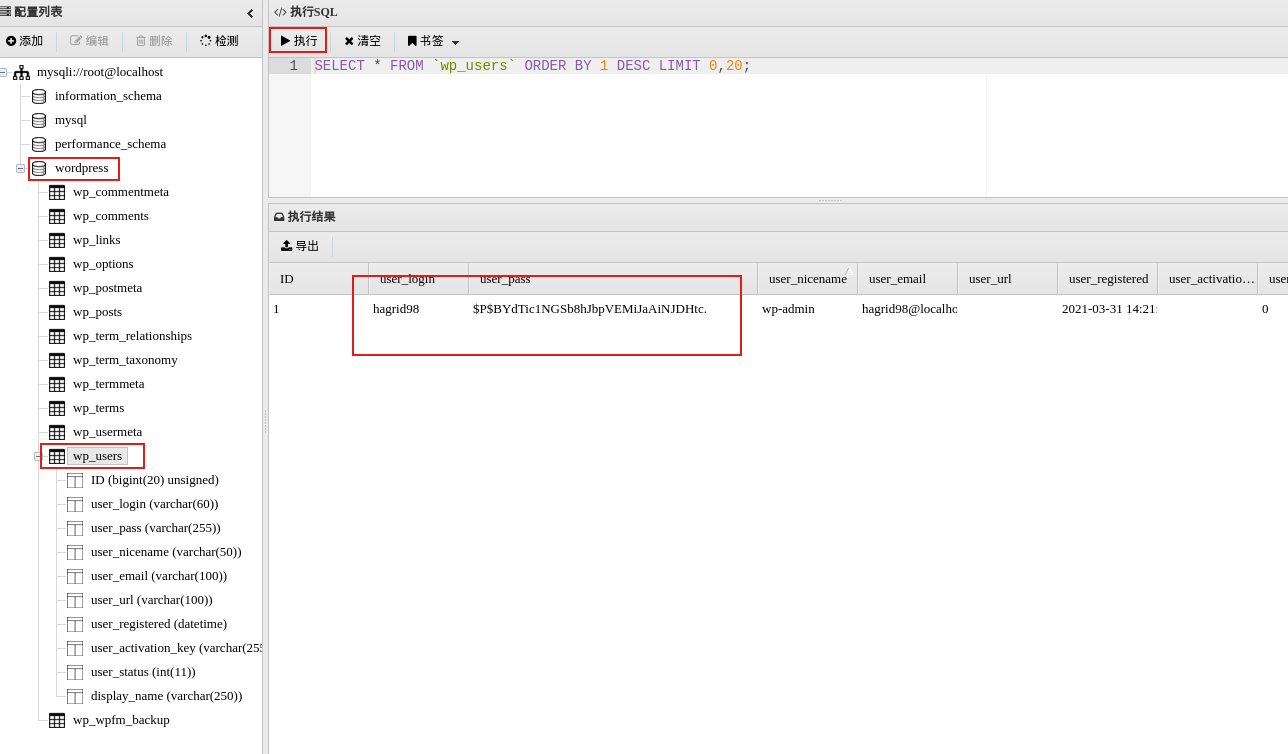 配置列表
添加 编辑 删除 检测
mysqli://root@localhost
information_schema
mysql
performance_schema
wordpress
wp_commentmeta
wp_comments
wp_links
wp_options
wp_postmeta
wp_posts
wp_term_relationships
wp_term_taxonomy
wp_termmeta
wp_terms
wp_usermeta
wp_users
ID (bigint(20) unsigned)
user_login (varchar(60))
user_pass (varchar(255))
user_nicename (varchar(50))
user_email (varchar(100))
user_url (varchar(100))
user_registered (datetime)
user_activation_key (varchar(255
user_status (int(11))
display_name (varchar(250))
wp_wpfm_backup
</> 执行SQL
执行 清空 书签
1 SELECT * FROM `wp_users` ORDER BY 1 DESC LIMIT 0,20;
执行结果
导出
ID user_login user_pass user_nicename user_email user_url user_registered user_activatio… user
1 hagrid98 $P$BYdTic1NGSb8hJbpVEMiJaAiNJDHtc. wp-admin hagrid98@localho 2021-03-31 14:21: 0